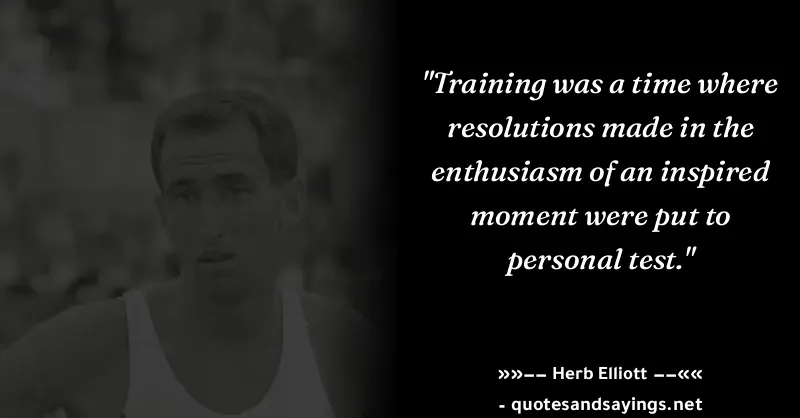 "Training was a time where
resolutions made in the
enthusiasm of an inspired
moment were put to
personal test."
»»−− Herb Elliott −−««
- quotesandsayings.net